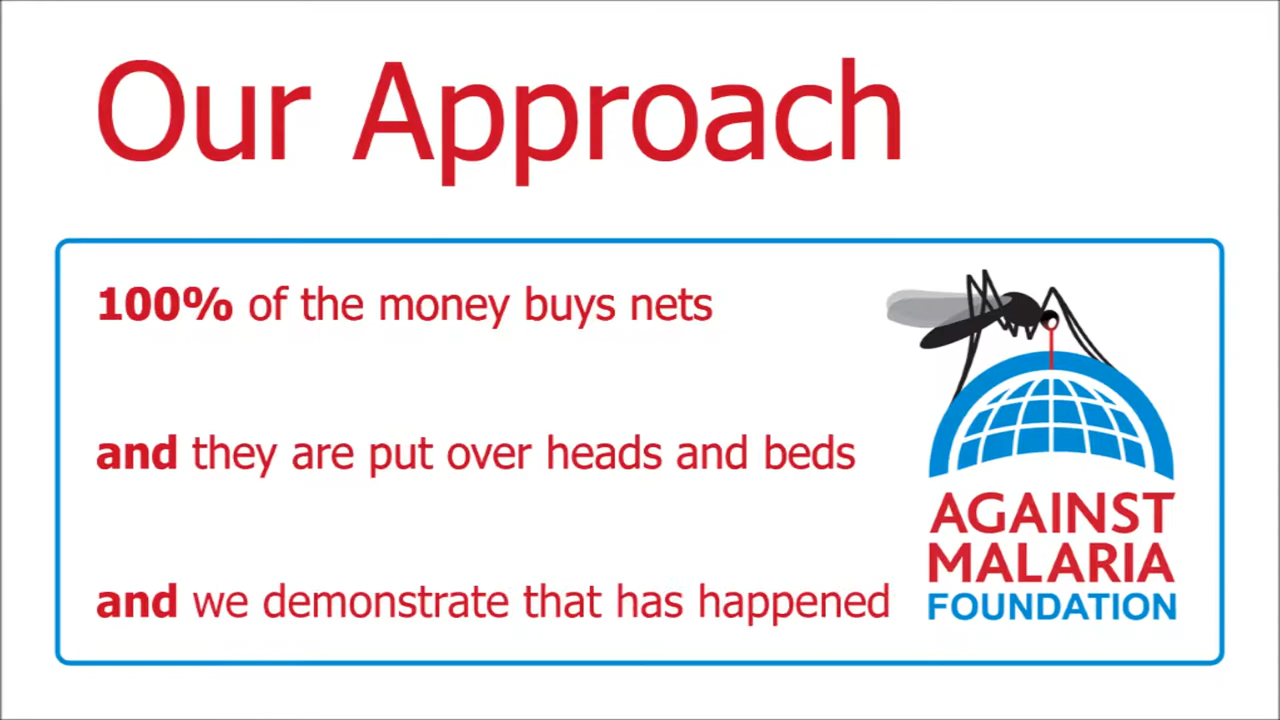 Our Approach
100% of the money buys nets
and they are put over heads and beds
and we demonstrate that has happened
AGAINST
MALARIA
FOUNDATION